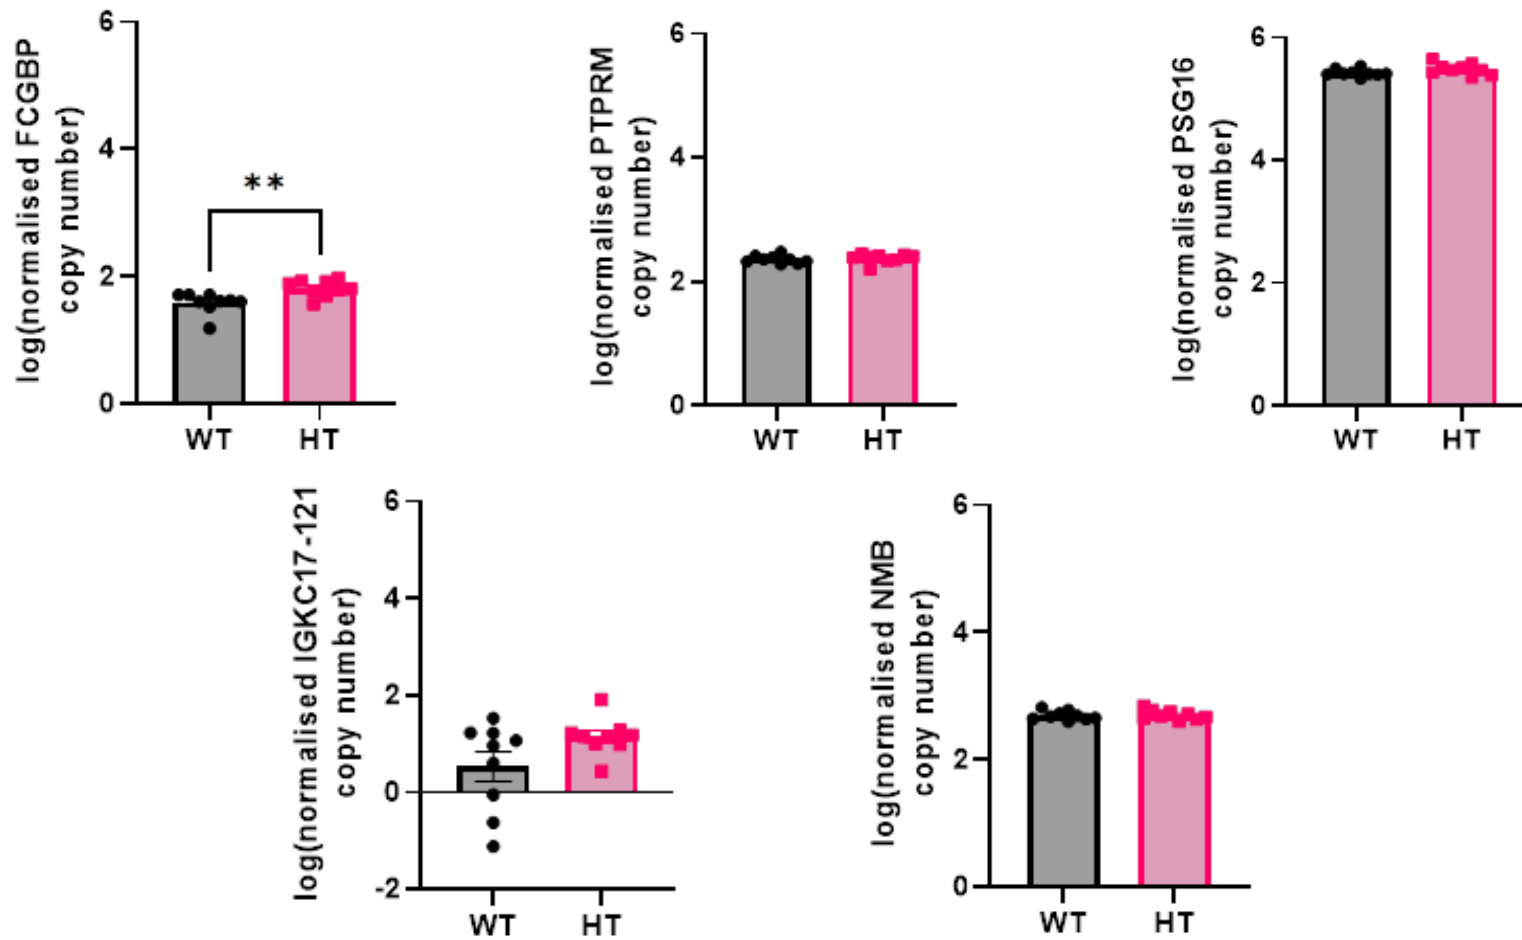 log(normalised FCGBP
copy number)
6
4
2
0
**
WT HT
log(normalised PTPRM
copy number)
6
4
2
0
WT HT
log(normalised PSG16
copy number)
6
4
2
0
WT HT
log(normalised IGKC17-121
copy number)
6
4
2
0
-2
WT HT
log(normalised NMB
copy number)
6
4
2
0
WT HT